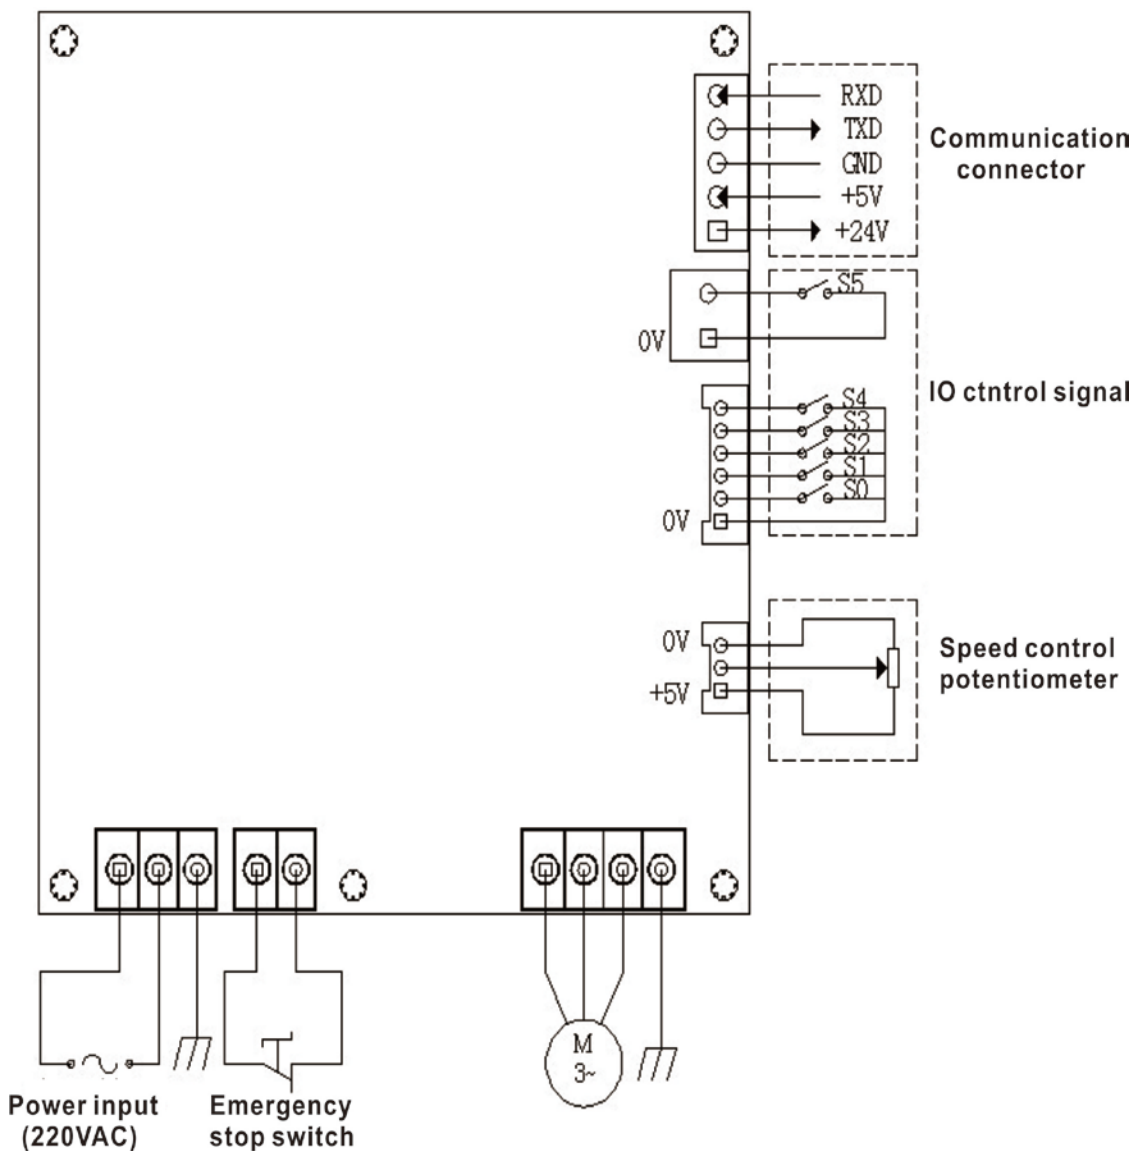 RXD
TXD
GND
+5V
+24V
Communication
connector
S5
0V
S4
S3
S2
S1
S0
0V
IO ctntrol signal
0V
+5V
Speed control
potentiometer
M
3~
Power input
(220VAC)
Emergency
stop switch